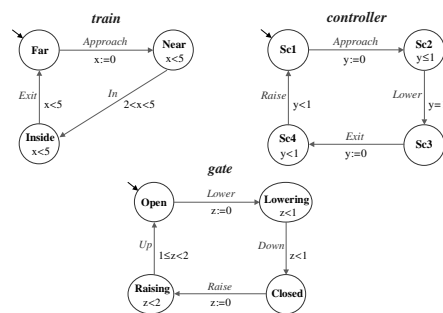 train
Far
Approach
x:=0
Near
x<5
Exit
x<5
In
2<x<5
Inside
x<5
controller
Sc1
Approach
y:=0
Sc2
y≤1
Raise
y<1
Lower
y=
Sc4
y<1
Exit
y:=0
Sc3
gate
Open
Lower
z:=0
Lowering
z<1
Up
1≤z<2
Down
z<1
Raising
z<2
Raise
z:=0
Closed